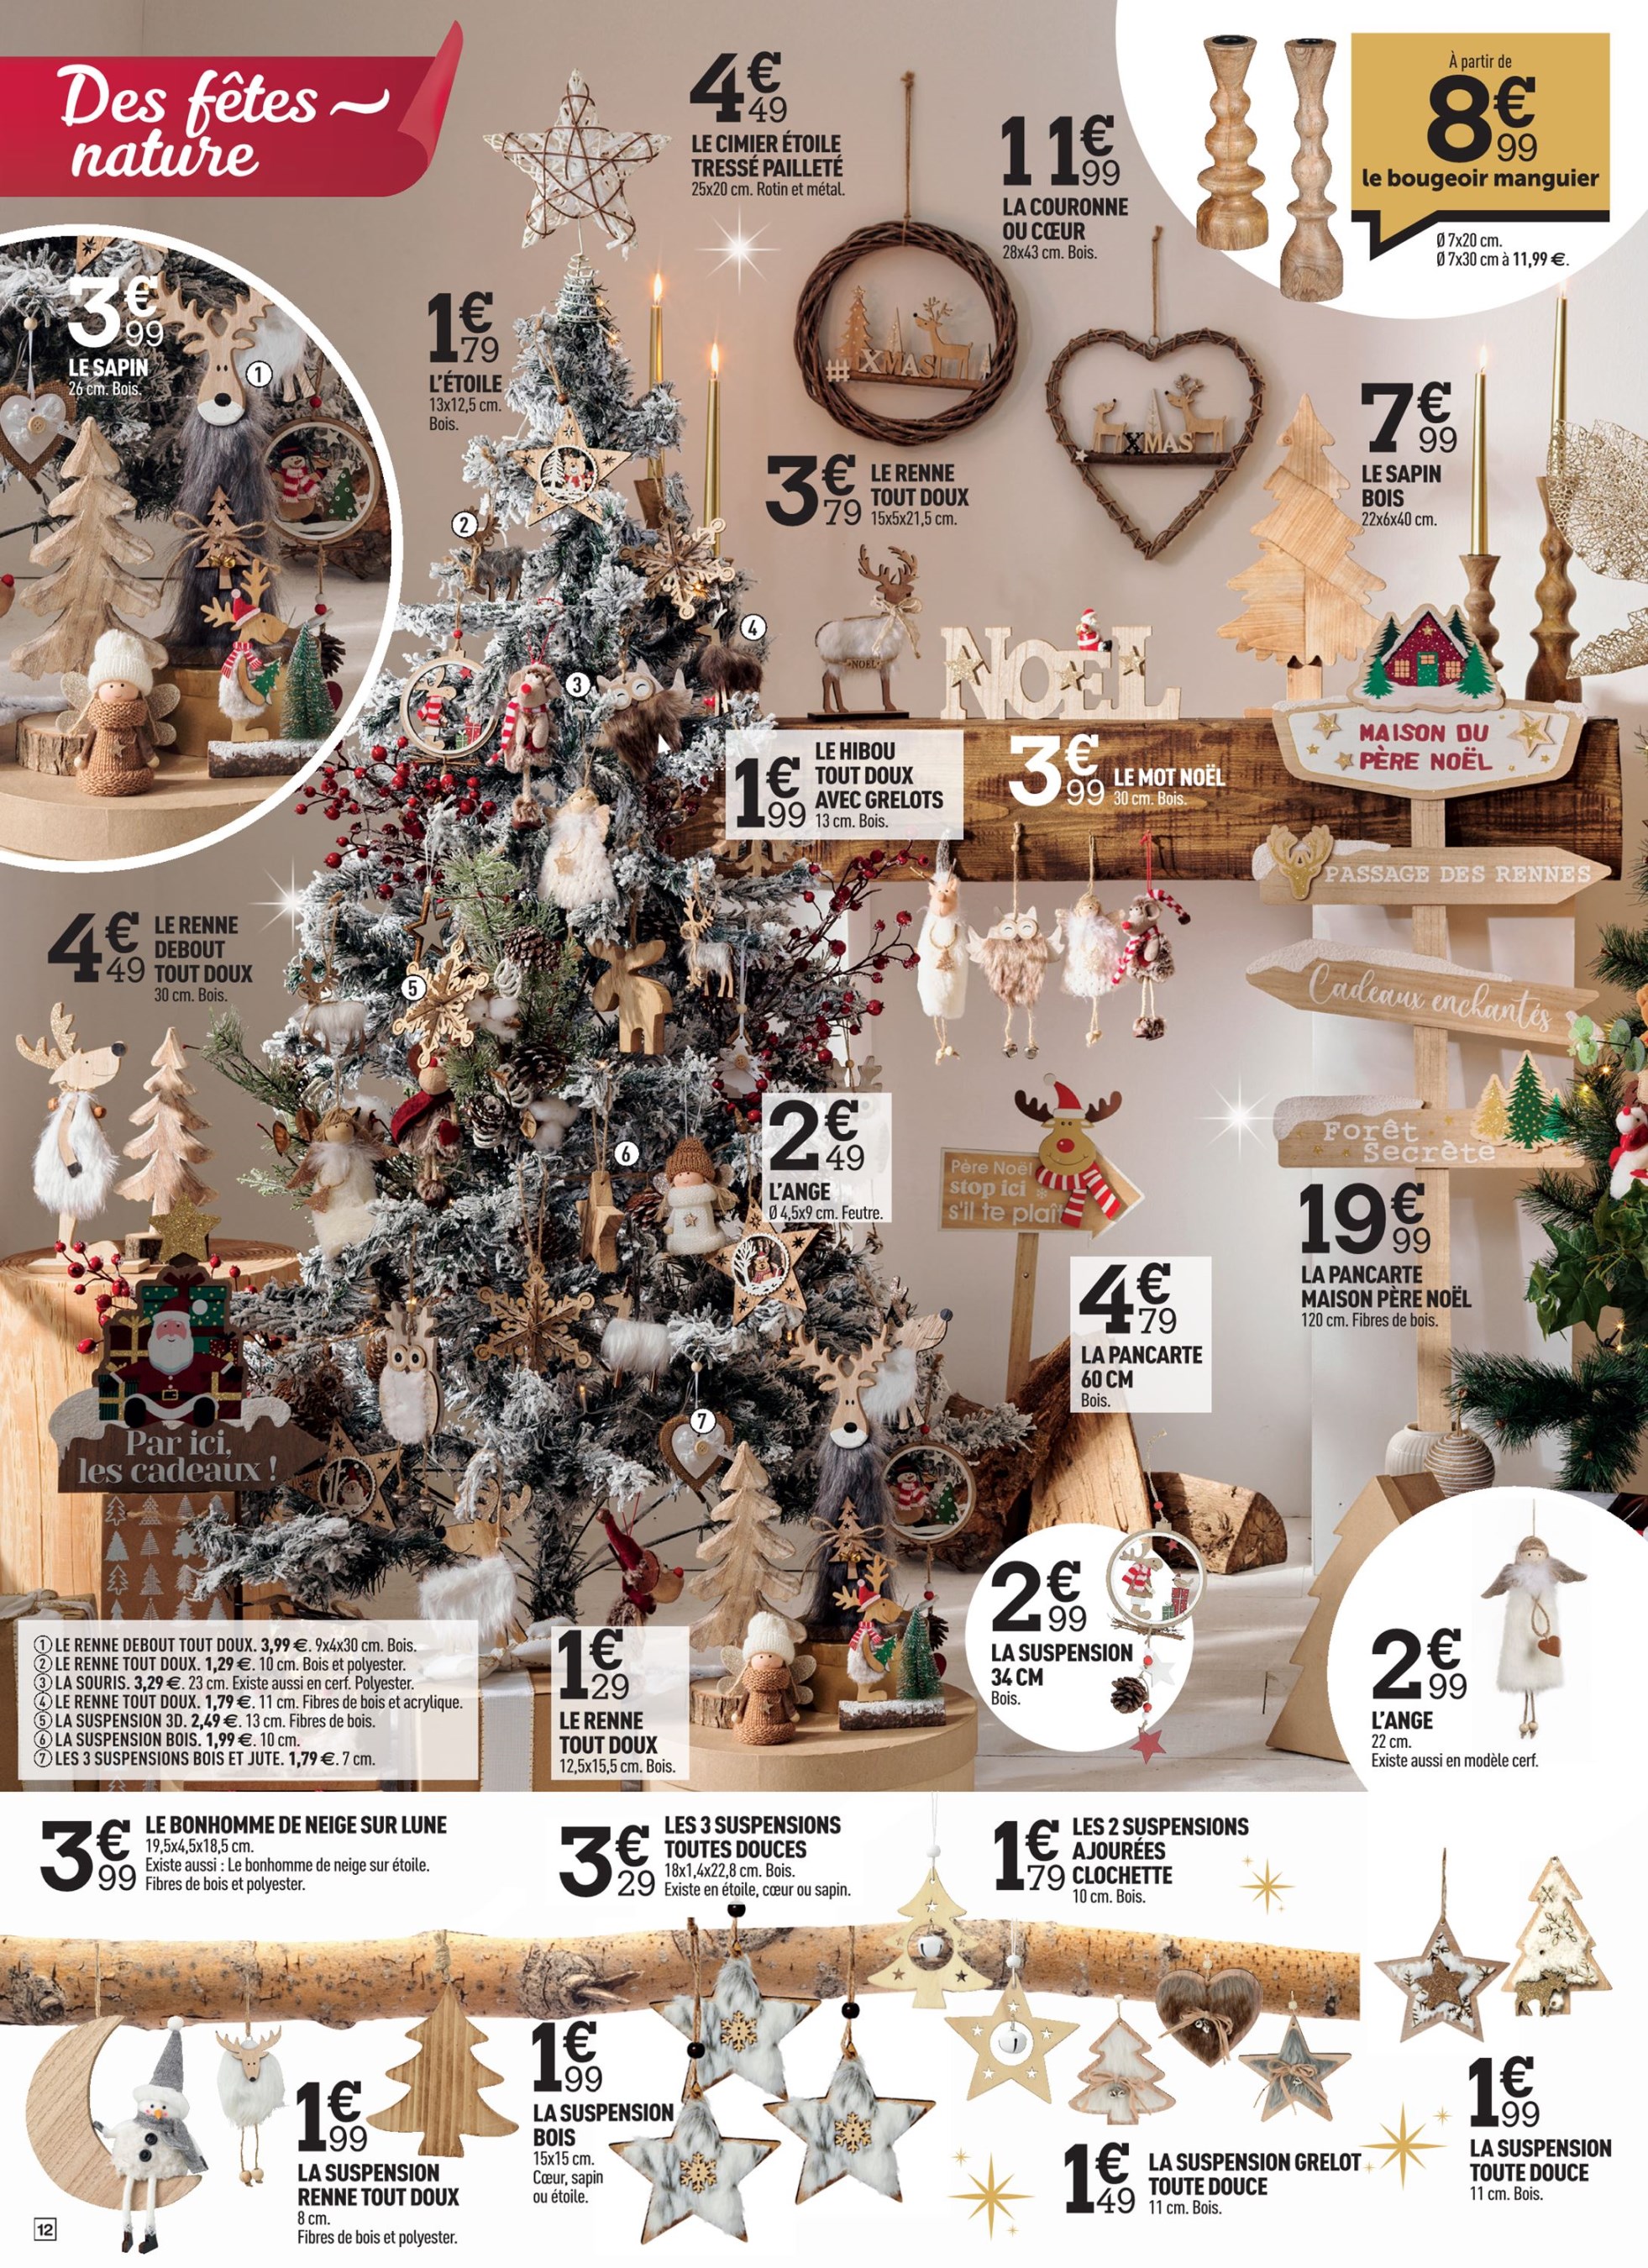 Des fêtes
nature
4€49
LE CIMIER ÉTOILE
TRESSÉ PAILLETÉ
25x20 cm. Rotin et métal.
11€99
LA COURONNE
OU CŒUR
28x43 cm. Bois.
À partir de
8€99
le bougeoir manguier
Ø 7x20 cm.
Ø 7x30 cm à 11,99 €.
3€99
LE SAPIN
26 cm. Bois.
1
1€79
L'ÉTOILE
13x12,5 cm.
Bois.
XMAS
XMAS
7€99
LE SAPIN
BOIS
22x6x40 cm.
3€79
LE RENNE
TOUT DOUX
15x5x21,5 cm.
2
3
4
NOËL
NOEL
1€99
LE HIBOU
TOUT DOUX
AVEC GRELOTS
13 cm. Bois.
3€99
LE MOT NOËL
30 cm. Bois.
MAISON DU
PÈRE NOËL
PASSAGE DES RENNES
Cadeaux enchantés
Forêt
Secrète
4€49
LE RENNE
DEBOUT
TOUT DOUX
30 cm. Bois.
5
6
2€49
L'ANGE
Ø 4,5x9 cm. Feutre.
Père Noël
stop ici
s'il te plaît
19€99
LA PANCARTE
MAISON PÈRE NOËL
120 cm. Fibres de bois.
4€79
LA PANCARTE
60 CM
Bois.
7
Par ici,
les cadeaux !
1 LE RENNE DEBOUT TOUT DOUX. 3,99 €. 9x4x30 cm. Bois.
2 LE RENNE TOUT DOUX. 1,29 €. 10 cm. Bois et polyester.
3 LA SOURIS. 3,29 €. 23 cm. Existe aussi en cerf. Polyester.
4 LE RENNE TOUT DOUX. 1,79 €. 11 cm. Fibres de bois et acrylique.
5 LA SUSPENSION 3D. 2,49 €. 13 cm. Fibres de bois.
6 LA SUSPENSION BOIS. 1,99 €. 10 cm.
7 LES 3 SUSPENSIONS BOIS ET JUTE. 1,79 €. 7 cm.
1€29
LE RENNE
TOUT DOUX
12,5x15,5 cm. Bois.
2€99
LA SUSPENSION
34 CM
Bois.
2€99
L'ANGE
22 cm.
Existe aussi en modèle cerf.
3€99
LE BONHOMME DE NEIGE SUR LUNE
19,5x4,5x18,5 cm.
Existe aussi : Le bonhomme de neige sur étoile.
Fibres de bois et polyester.
3€29
LES 3 SUSPENSIONS
TOUTES DOUCES
18x1,4x22,8 cm. Bois.
Existe en étoile, cœur ou sapin.
1€79
LES 2 SUSPENSIONS
AJOURÉES
CLOCHETTE
10 cm. Bois.
1€99
LA SUSPENSION
RENNE TOUT DOUX
8 cm.
Fibres de bois et polyester.
1€99
LA SUSPENSION
BOIS
15x15 cm.
Cœur, sapin
ou étoile.
1€49
LA SUSPENSION GRELOT
TOUTE DOUCE
11 cm. Bois.
1€99
LA SUSPENSION
TOUTE DOUCE
11 cm. Bois.
12